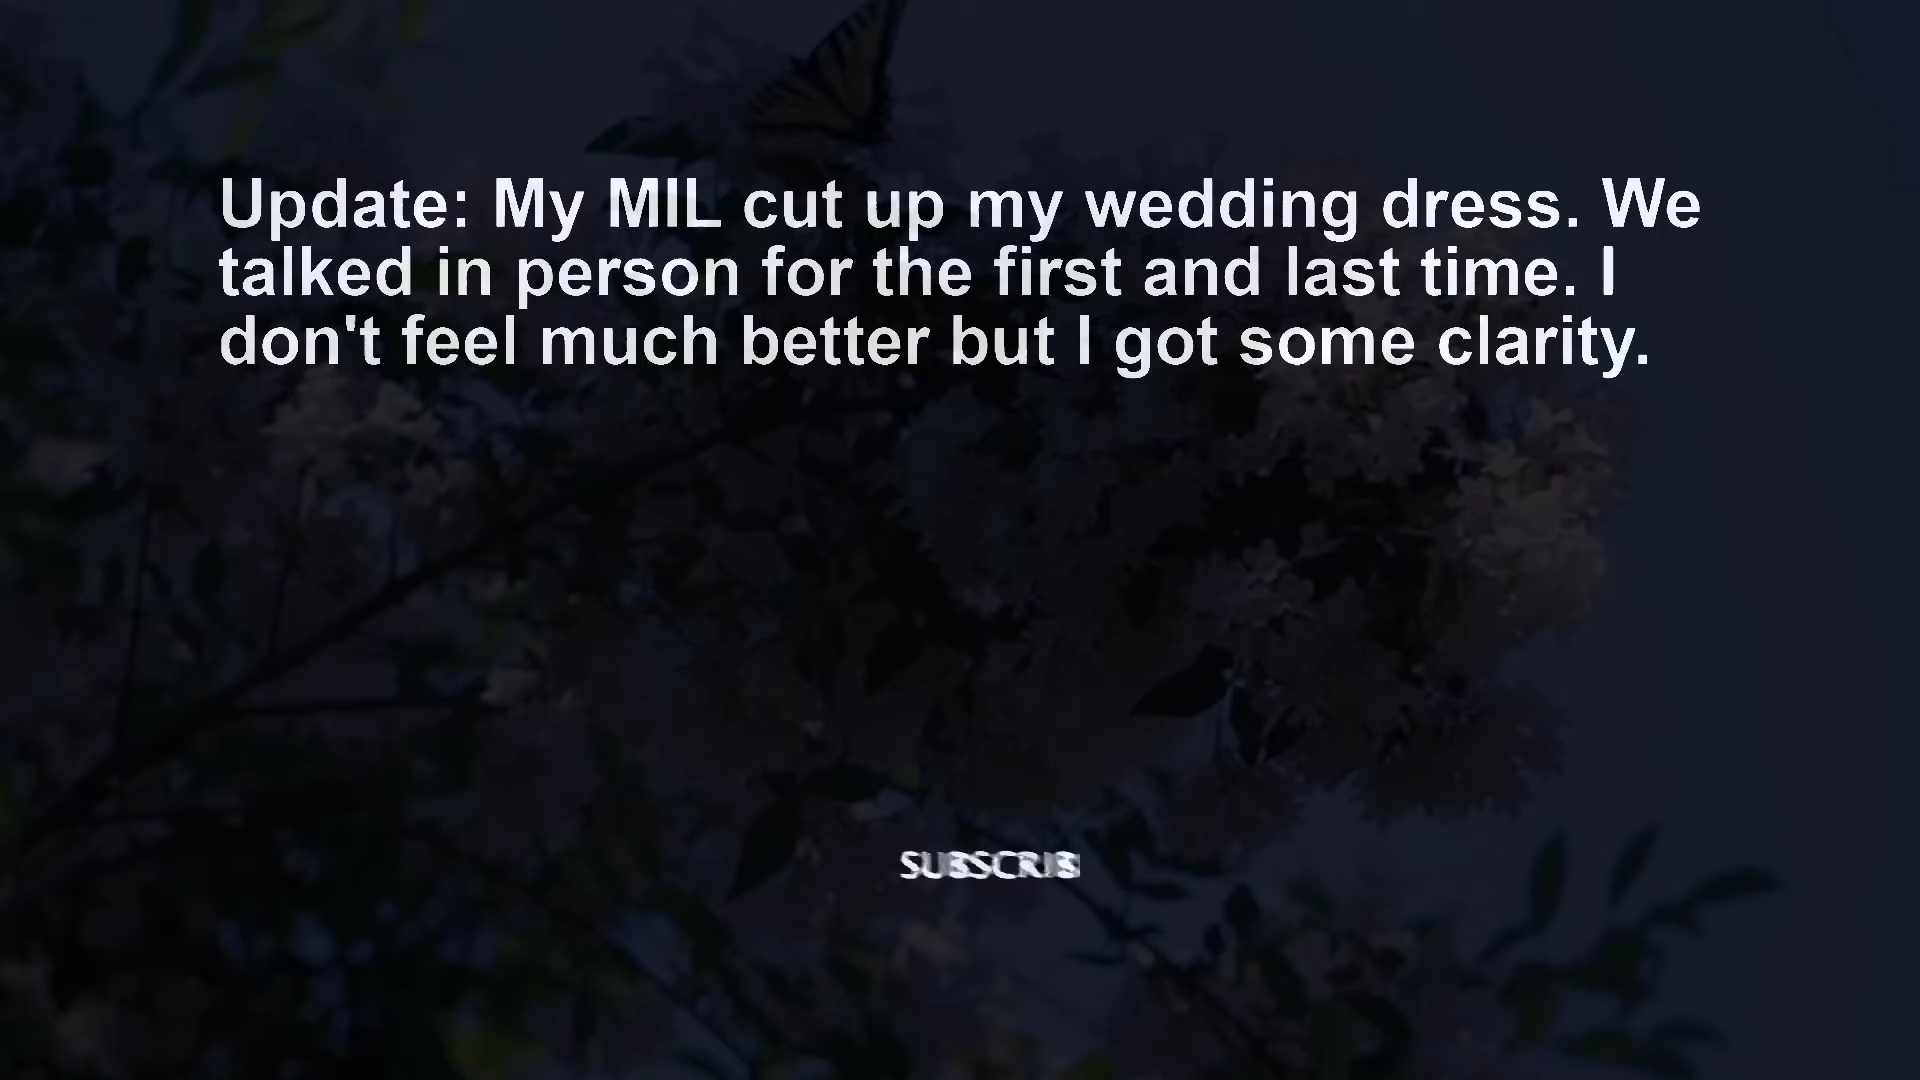 Update: My MIL cut up my wedding dress. We
talked in person for the first and last time. I
don't feel much better but I got some clarity.
SUBSCRIB